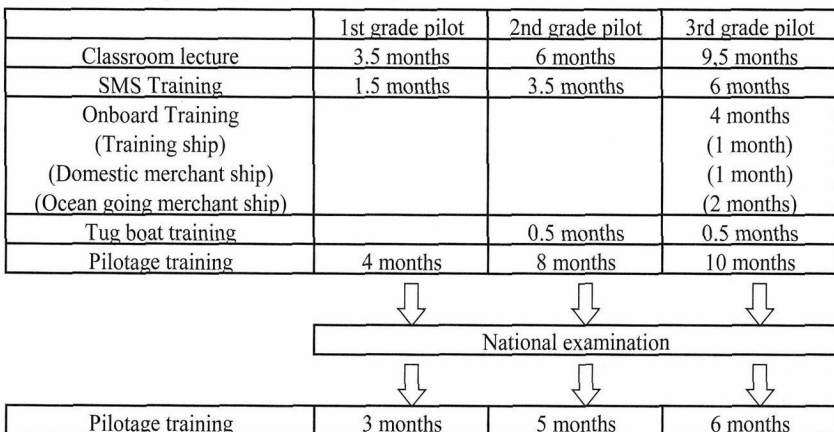 1st grade pilot 2nd grade pilot 3rd grade pilot
Classroom lecture 3.5 months 6 months 9,5 months
SMS Training 1.5 months 3.5 months 6 months
Onboard Training 4 months
(Training ship) (1 month)
(Domestic merchant ship) (1 month)
(Ocean going merchant ship) (2 months)
Tug boat training 0.5 months 0.5 months
Pilotage training 4 months 8 months 10 months
National examination
Pilotage training 3 months 5 months 6 months